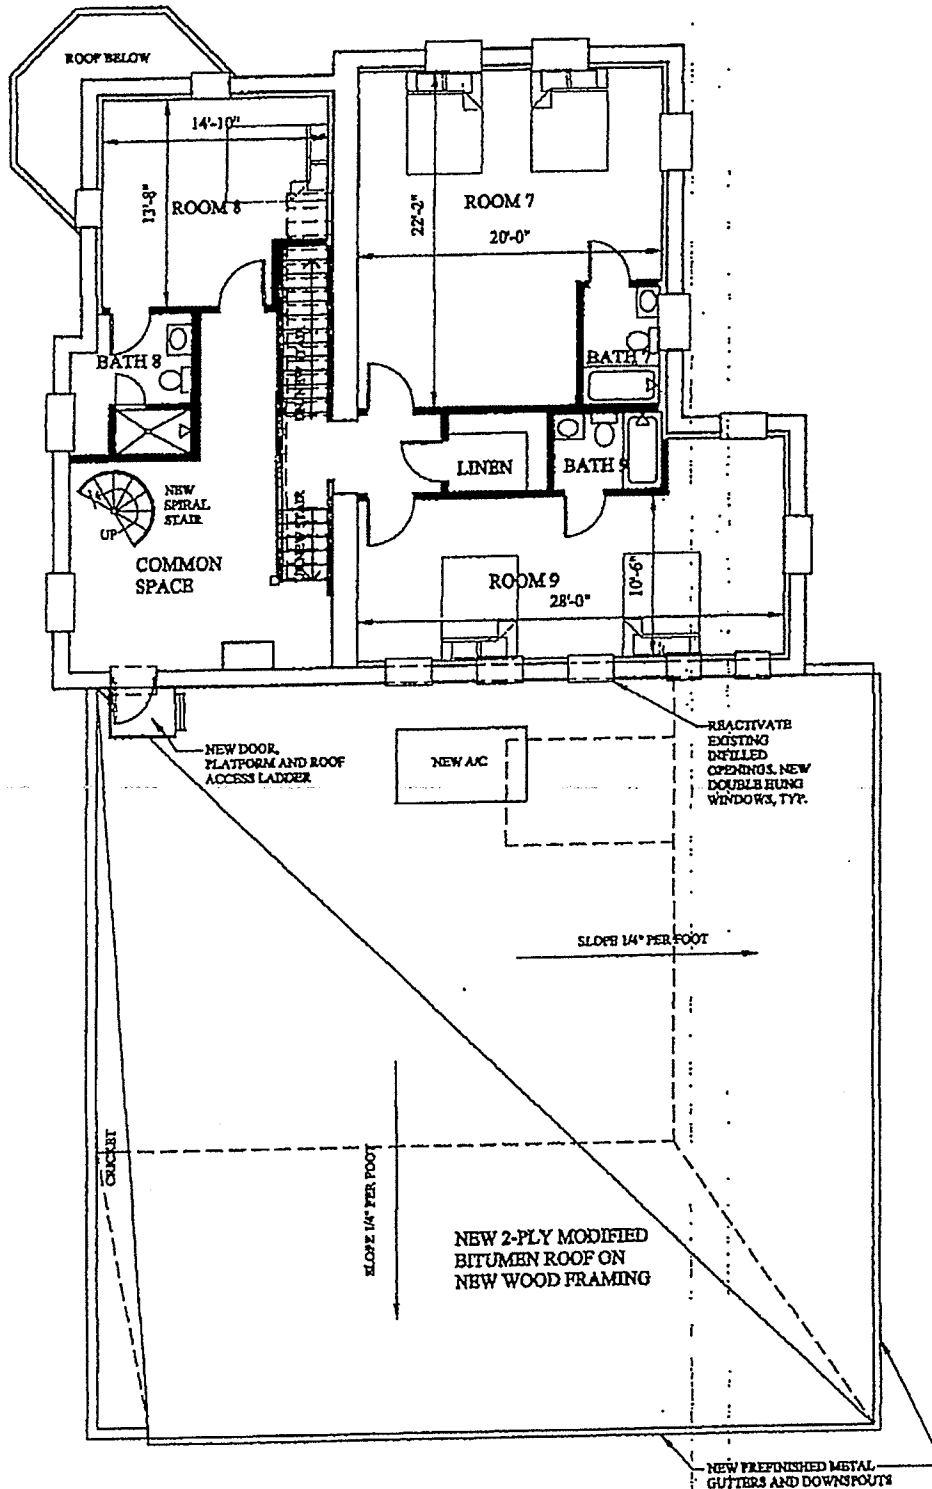 ROOF BELOW
14'-10"
13'-8"
ROOM 8
ROOM 7
22'-2"
20'-0"
BATH 8
BATH 7
LINEN
BATH 9
NEW
SPIRAL
STAIR
UP
COMMON
SPACE
NEW STAIR
ROOM 9
10'-6"
28'-0"
NEW DOOR,
PLATFORM AND ROOF
ACCESS LADDER
NEW A/C
REACTIVATE
EXISTING
INFILLED
OPENINGS. NEW
DOUBLE HUNG
WINDOWS, TYP.
SLOPE 1/4" PER FOOT
CRICKET
SLOPE 1/4" PER FOOT
NEW 2-PLY MODIFIED
BITUMEN ROOF ON
NEW WOOD FRAMING
NEW PREFINISHED METAL
GUTTERS AND DOWNSPOUTS